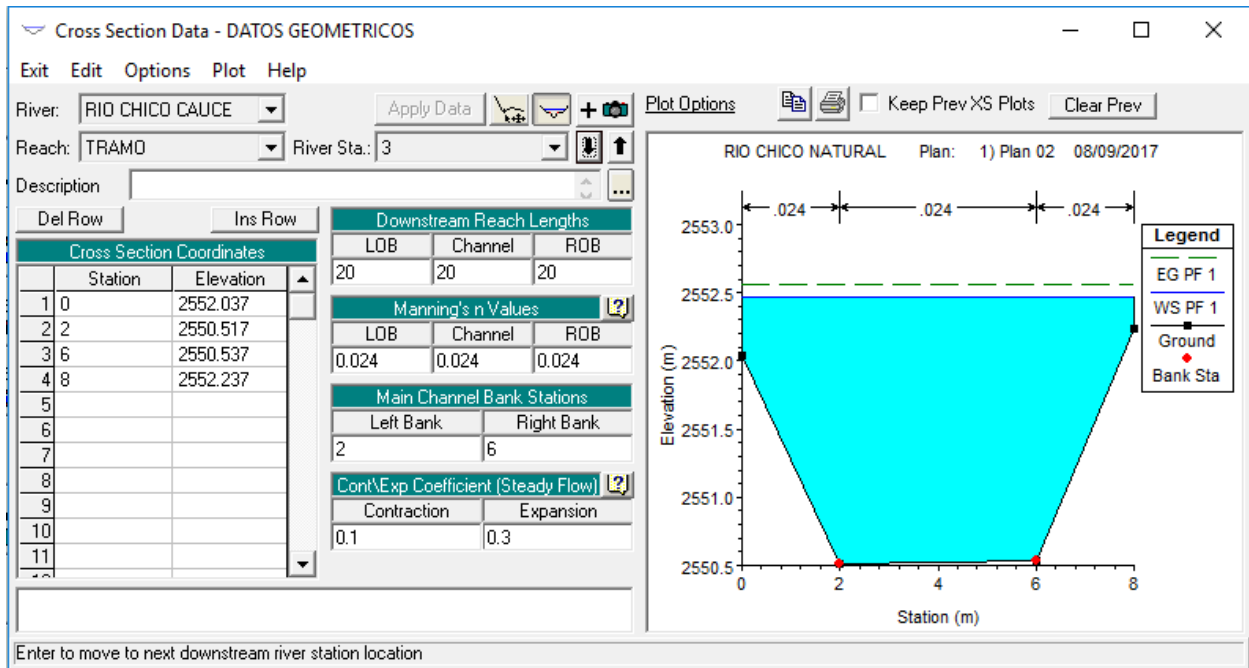 Cross Section Data - DATOS GEOMETRICOS
Exit Edit Options Plot Help
River: RIO CHICO CAUCE Apply Data
Reach: TRAMO River Sta.: 3
Description ...
Del Row Ins Row
Cross Section Coordinates
Station Elevation
1 0 2552.037
2 2 2550.517
3 6 2550.537
4 8 2552.237
5
6
7
8
9
10
11
Downstream Reach Lengths
LOB Channel ROB
20 20 20
Manning's n Values
LOB Channel ROB
0.024 0.024 0.024
Main Channel Bank Stations
Left Bank Right Bank
2 6
Cont\Exp Coefficient (Steady Flow)
Contraction Expansion
0.1 0.3
Plot Options Keep Prev XS Plots Clear Prev
RIO CHICO NATURAL Plan: 1) Plan 02 08/09/2017
.024 .024 .024
2553.0
2552.5
2552.0
2551.5
2551.0
2550.5
Elevation (m)
0 2 4 6 8
Station (m)
Legend
EG PF 1
WS PF 1
Ground
Bank Sta
Enter to move to next downstream river station location